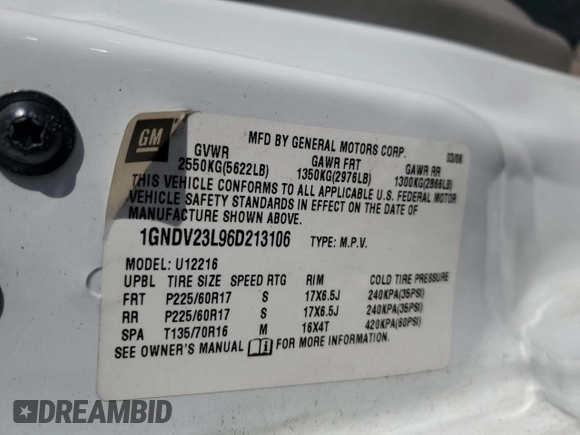 GM
MFD BY GENERAL MOTORS CORP. 03/06
GVWR GAWR FRT GAWR RR
2550KG(5622LB) 1350KG(2976LB) 1300KG(2866LB)
THIS VEHICLE CONFORMS TO ALL APPLICABLE U.S. FEDERAL MOTOR
VEHICLE SAFETY STANDARDS IN EFFECT ON THE DATE OF
MANUFACTURE SHOWN ABOVE.
1GNDV23L96D213106 TYPE: M.P.V.
MODEL: U12216
UPBL TIRE SIZE SPEED RTG RIM COLD TIRE PRESSURE
FRT P225/60R17 S 17X6.5J 240KPA(35PSI)
RR P225/60R17 S 17X6.5J 240KPA(35PSI)
SPA T135/70R16 M 16X4T 420KPA(60PSI)
SEE OWNER'S MANUAL FOR MORE INFORMATION.
DREAMBID